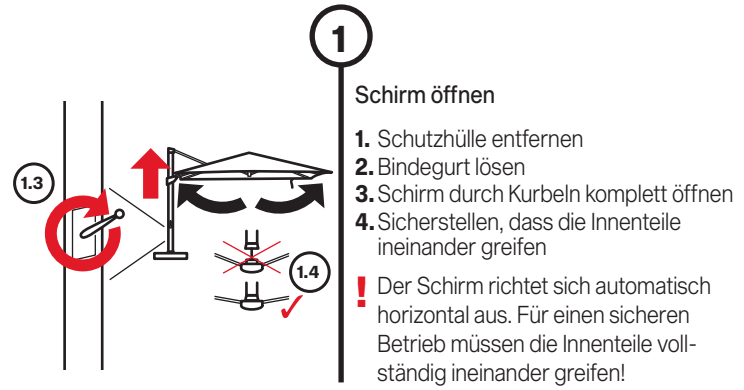 1
Schirm öffnen
1. Schutzhülle entfernen
2. Bindegurt lösen
3. Schirm durch Kurbeln komplett öffnen
4. Sicherstellen, dass die Innenteile
ineinander greifen
! Der Schirm richtet sich automatisch
horizontal aus. Für einen sicheren
Betrieb müssen die Innenteile voll-
ständig ineinander greifen!
1.3
1.4